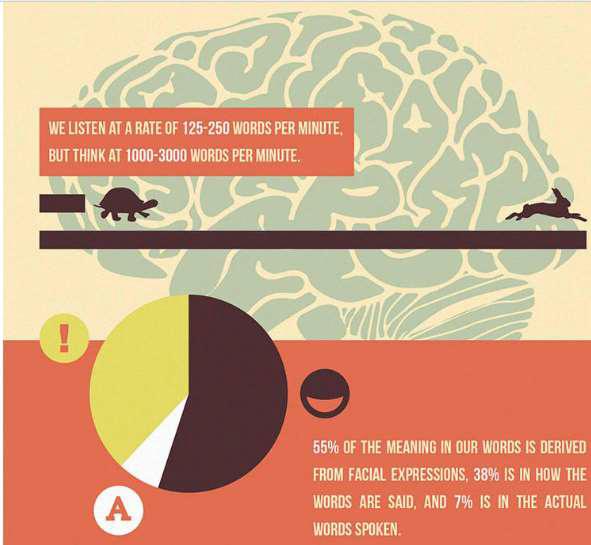 WE LISTEN AT A RATE OF 125-250 WORDS PER MINUTE,
BUT THINK AT 1000-3000 WORDS PER MINUTE.
!
A
55% OF THE MEANING IN OUR WORDS IS DERIVED
FROM FACIAL EXPRESSIONS, 38% IS IN HOW THE
WORDS ARE SAID, AND 7% IS IN THE ACTUAL
WORDS SPOKEN.